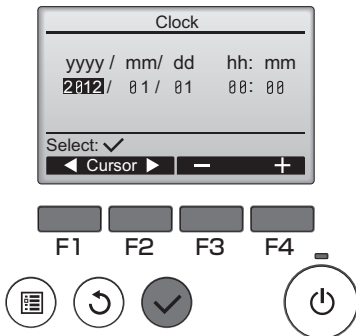 Clock
yyyy / mm/ dd hh: mm
2012/ 01/ 01 00: 00
Select: ✓
◀ Cursor ▶ − +
F1 F2 F3 F4